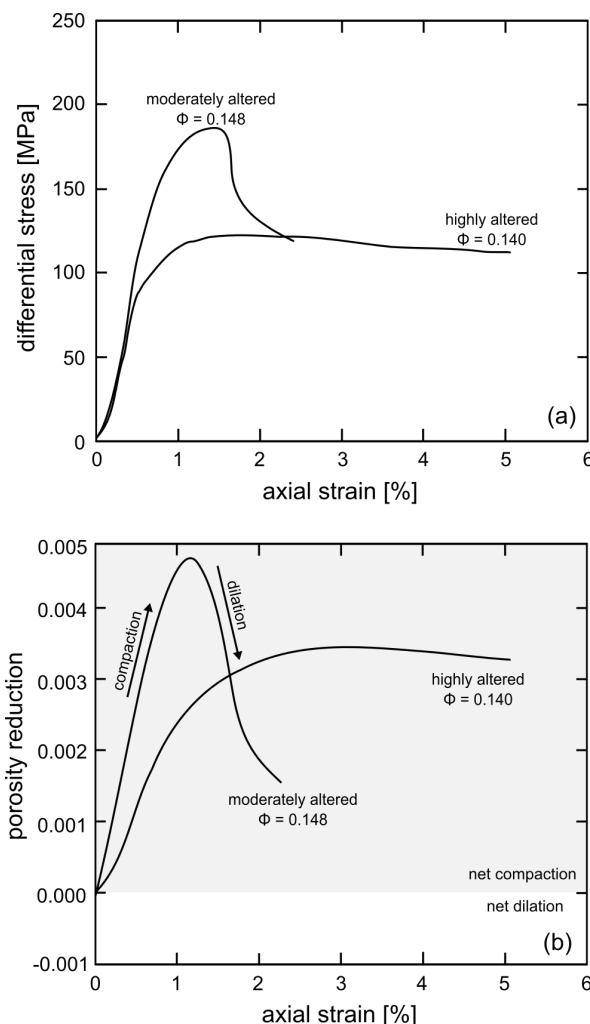 250
200
150
100
50
0
differential stress [MPa]
moderately altered
Φ = 0.148
highly altered
Φ = 0.140
(a)
0 1 2 3 4 5 6
axial strain [%]
0.005
0.004
0.003
0.002
0.001
0.000
-0.001
porosity reduction
compaction
dilation
highly altered
Φ = 0.140
moderately altered
Φ = 0.148
net compaction
net dilation
(b)
0 1 2 3 4 5 6
axial strain [%]